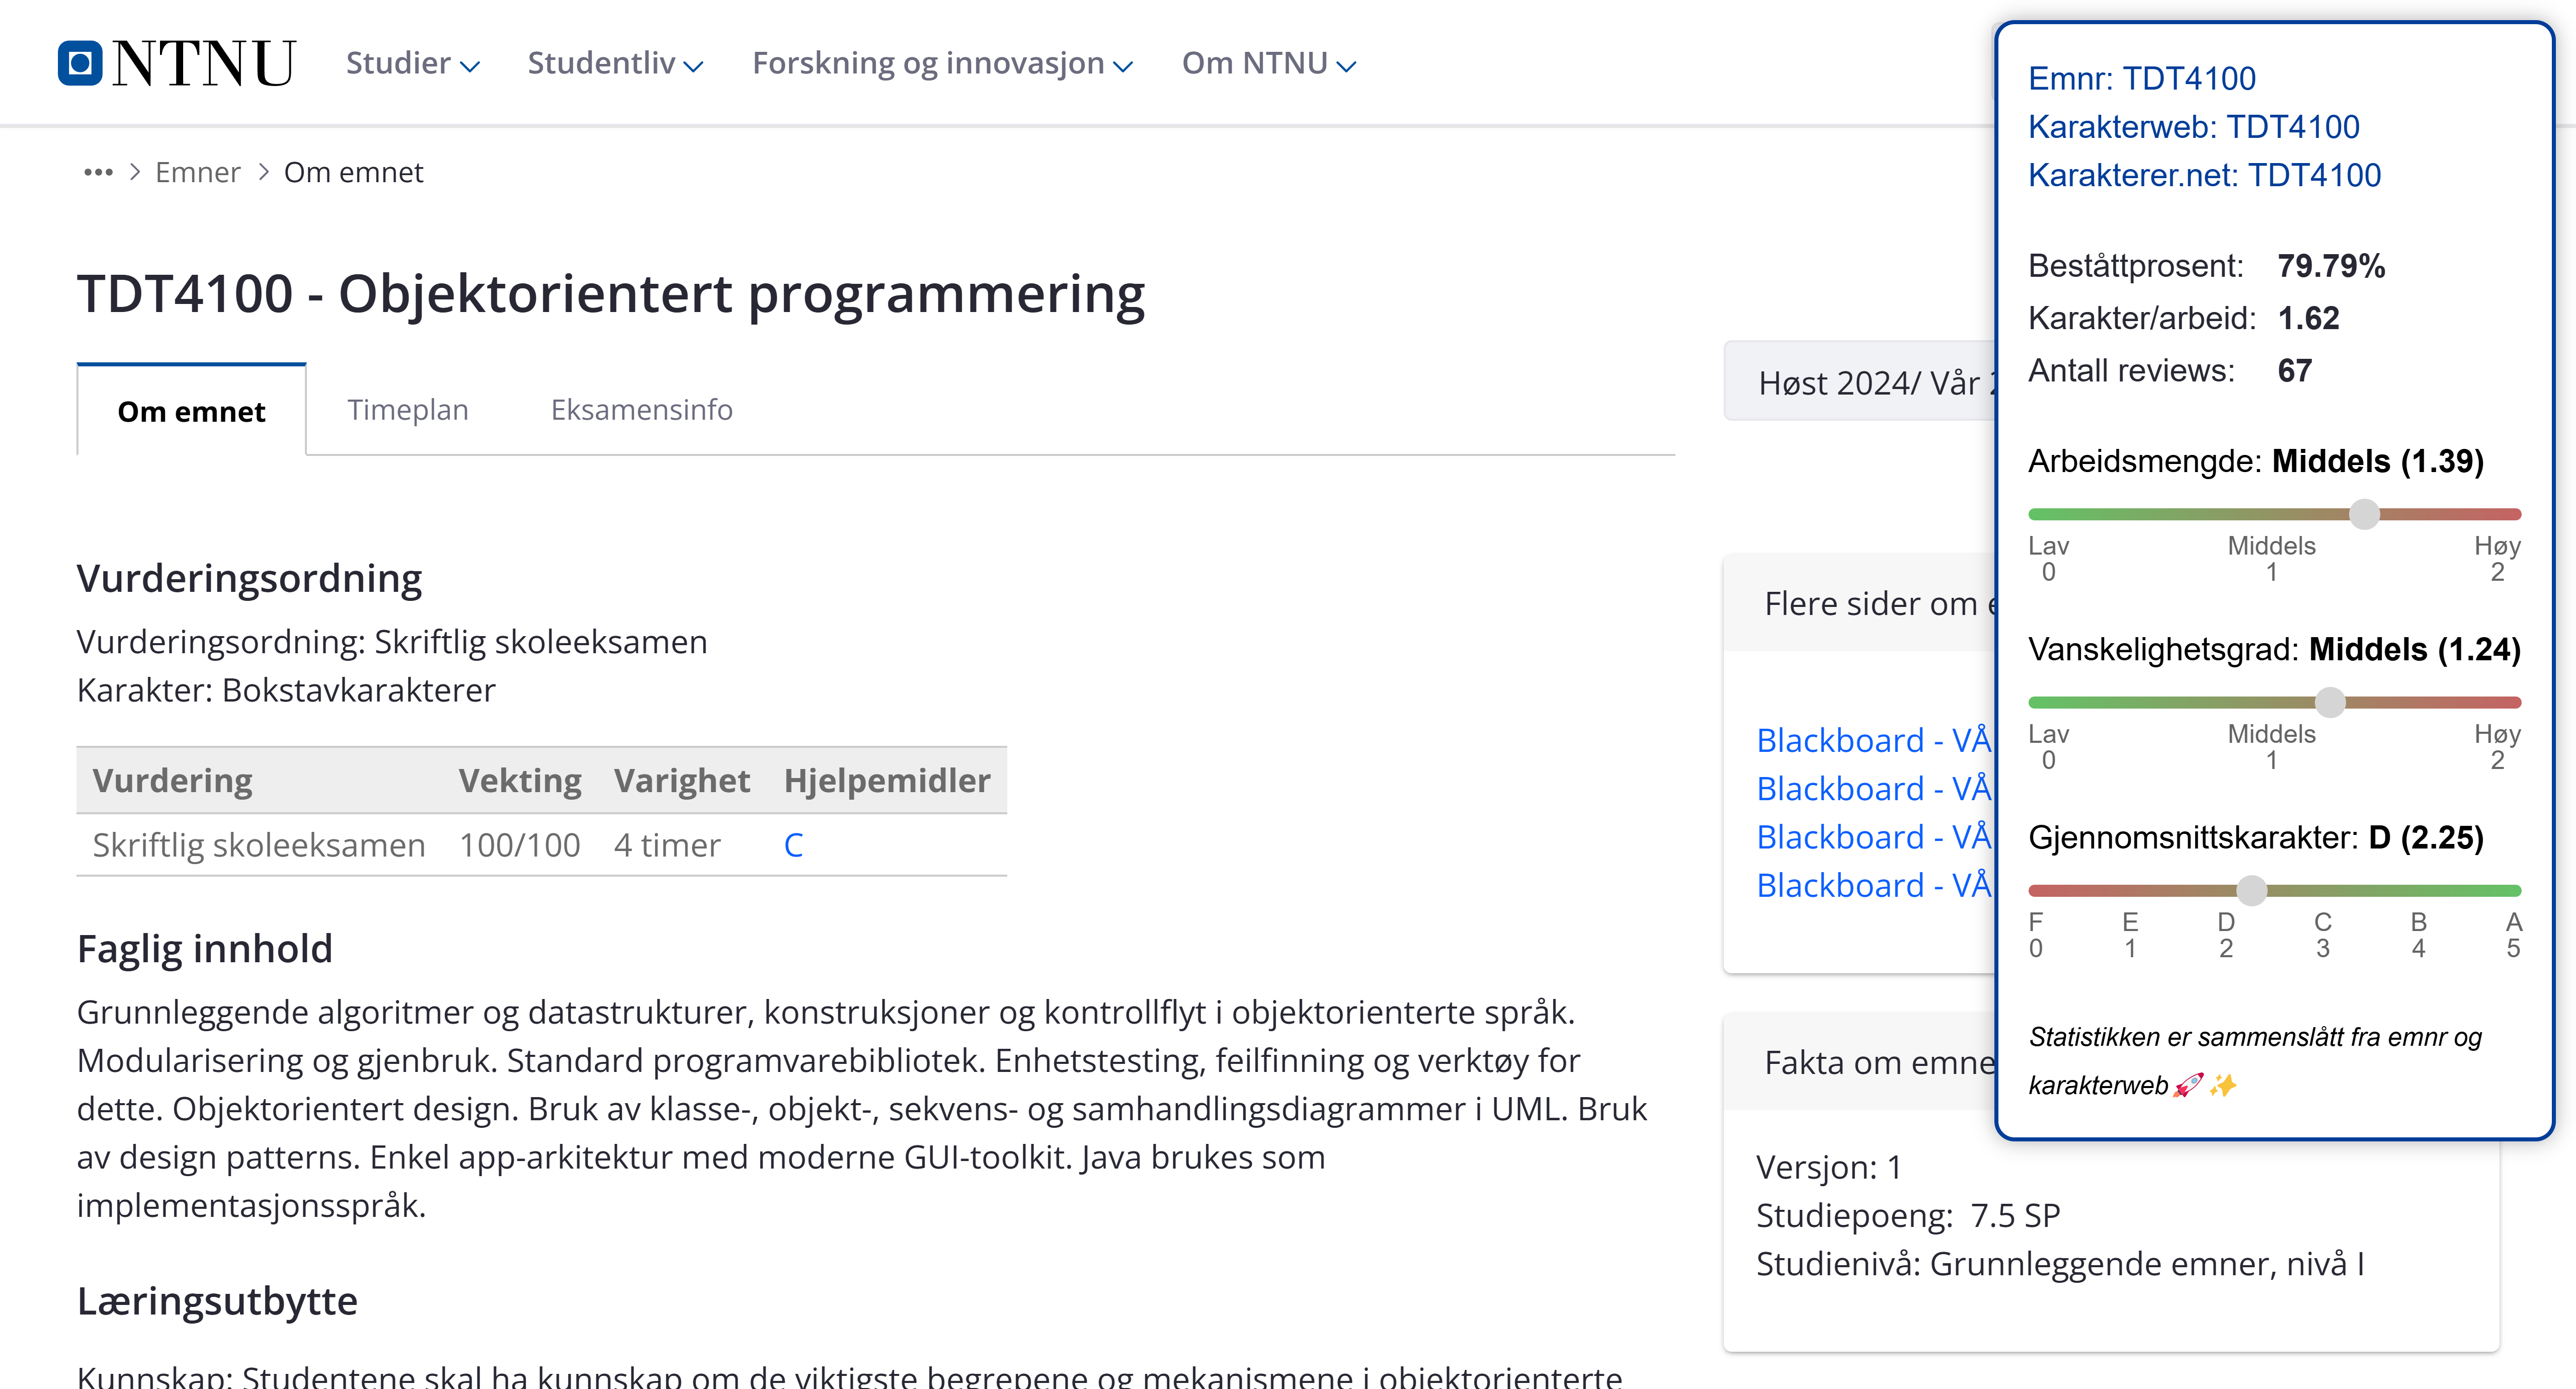 NTNU
Studier
Studentliv
Forskning og innovasjon
Om NTNU
••• > Emner > Om emnet
TDT4100 - Objektorientert programmering
Om emnet
Timeplan
Eksamensinfo
Vurderingsordning
Vurderingsordning: Skriftlig skoleeksamen
Karakter: Bokstavkarakterer
Vurdering Vekting Varighet Hjelpemidler
Skriftlig skoleeksamen 100/100 4 timer C
Faglig innhold
Grunnleggende algoritmer og datastrukturer, konstruksjoner og kontrollflyt i objektorienterte språk.
Modularisering og gjenbruk. Standard programvarebibliotek. Enhetstesting, feilfinning og verktøy for
dette. Objektorientert design. Bruk av klasse-, objekt-, sekvens- og samhandlingsdiagrammer i UML. Bruk
av design patterns. Enkel app-arkitektur med moderne GUI-toolkit. Java brukes som
implementasjonsspråk.
Læringsutbytte
Kunnskap: Studentene skal ha kunnskap om de viktigste begrepene og mekanismene i objektorienterte
Høst 2024/ Vår
Flere sider om
Blackboard - VÅ
Blackboard - VÅ
Blackboard - VÅ
Blackboard - VÅ
Fakta om emne
Versjon: 1
Studiepoeng: 7.5 SP
Studienivå: Grunnleggende emner, nivå I
Emnr: TDT4100
Karakterweb: TDT4100
Karakterer.net: TDT4100
Beståttprosent: 79.79%
Karakter/arbeid: 1.62
Antall reviews: 67
Arbeidsmengde: Middels (1.39)
Lav Middels Høy
0 1 2
Vanskelighetsgrad: Middels (1.24)
Lav Middels Høy
0 1 2
Gjennomsnittskarakter: D (2.25)
F E D C B A
0 1 2 3 4 5
Statistikken er sammenslått fra emnr og
karakterweb🚀✨